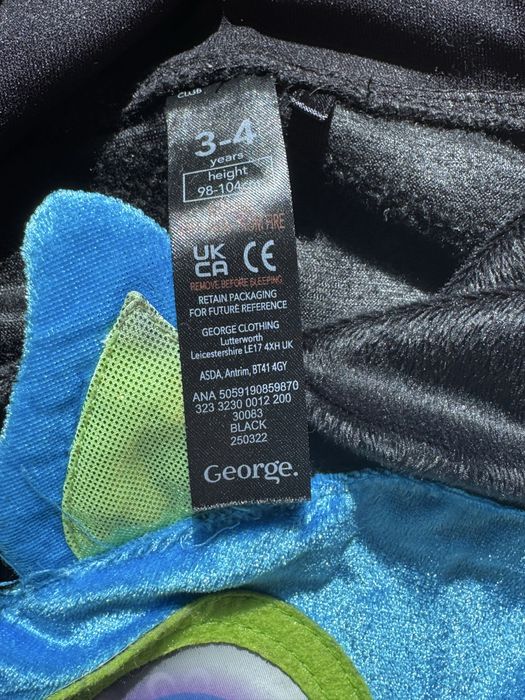 CLUB
3-4
years
height
98-104
FIRE
UK
CA CE
REMOVE BEFORE SLEEPING
RETAIN PACKAGING
FOR FUTURE REFERENCE
GEORGE CLOTHING
Lutterworth
Leicestershire LE17 4XH UK
ASDA, Antrim, BT41 4GY
ANA 5059190859870
323 3230 0012 200
30083
BLACK
250322
George.